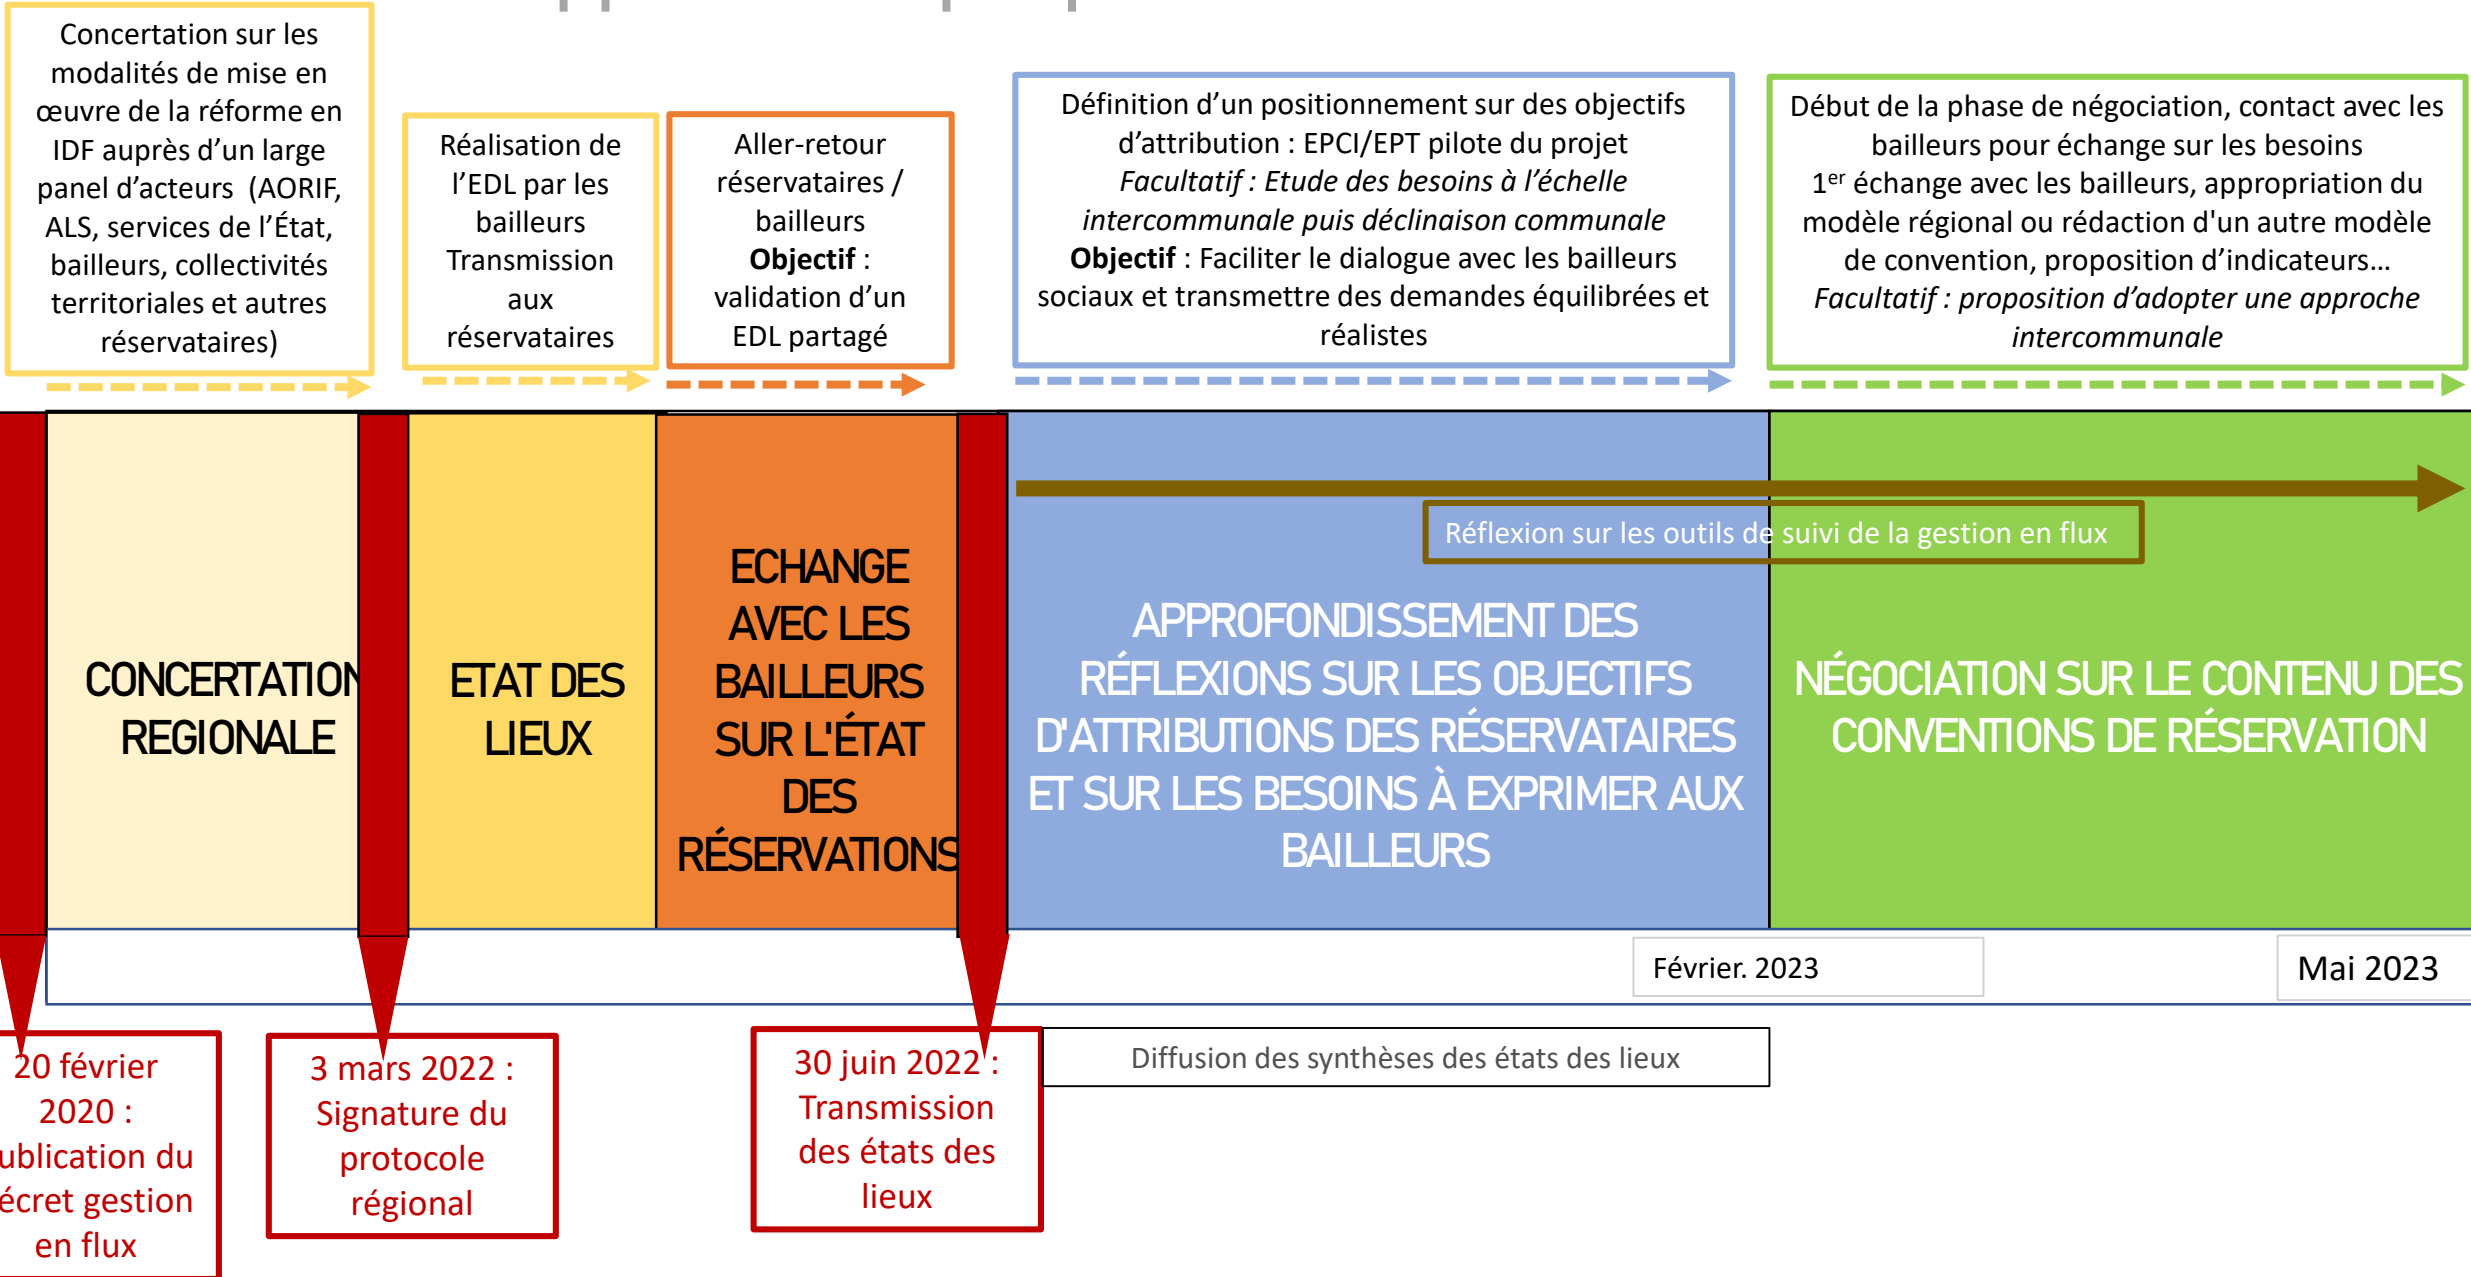 Concertation sur les
modalités de mise en
œuvre de la réforme en
IDF auprès d’un large
panel d’acteurs (AORIF,
ALS, services de l’État,
bailleurs, collectivités
territoriales et autres
réservataires)
Réalisation de
l’EDL par les
bailleurs
Transmission
aux
réservataires
Aller-retour
réservataires /
bailleurs
Objectif :
validation d’un
EDL partagé
Définition d’un positionnement sur des objectifs
d’attribution : EPCI/EPT pilote du projet
Facultatif : Etude des besoins à l’échelle
intercommunale puis déclinaison communale
Objectif : Faciliter le dialogue avec les bailleurs
sociaux et transmettre des demandes équilibrées et
réalistes
Début de la phase de négociation, contact avec les
bailleurs pour échange sur les besoins
1er échange avec les bailleurs, appropriation du
modèle régional ou rédaction d'un autre modèle
de convention, proposition d’indicateurs…
Facultatif : proposition d’adopter une approche
intercommunale
Réflexion sur les outils de suivi de la gestion en flux
CONCERTATION
REGIONALE
ETAT DES
LIEUX
ECHANGE
AVEC LES
BAILLEURS
SUR L'ÉTAT
DES
RÉSERVATIONS
APPROFONDISSEMENT DES
RÉFLEXIONS SUR LES OBJECTIFS
D'ATTRIBUTIONS DES RÉSERVATAIRES
ET SUR LES BESOINS À EXPRIMER AUX
BAILLEURS
NÉGOCIATION SUR LE CONTENU DES
CONVENTIONS DE RÉSERVATION
Février. 2023
Mai 2023
20 février
2020 :
ublication du
écret gestion
en flux
3 mars 2022 :
Signature du
protocole
régional
30 juin 2022 :
Transmission
des états des
lieux
Diffusion des synthèses des états des lieux